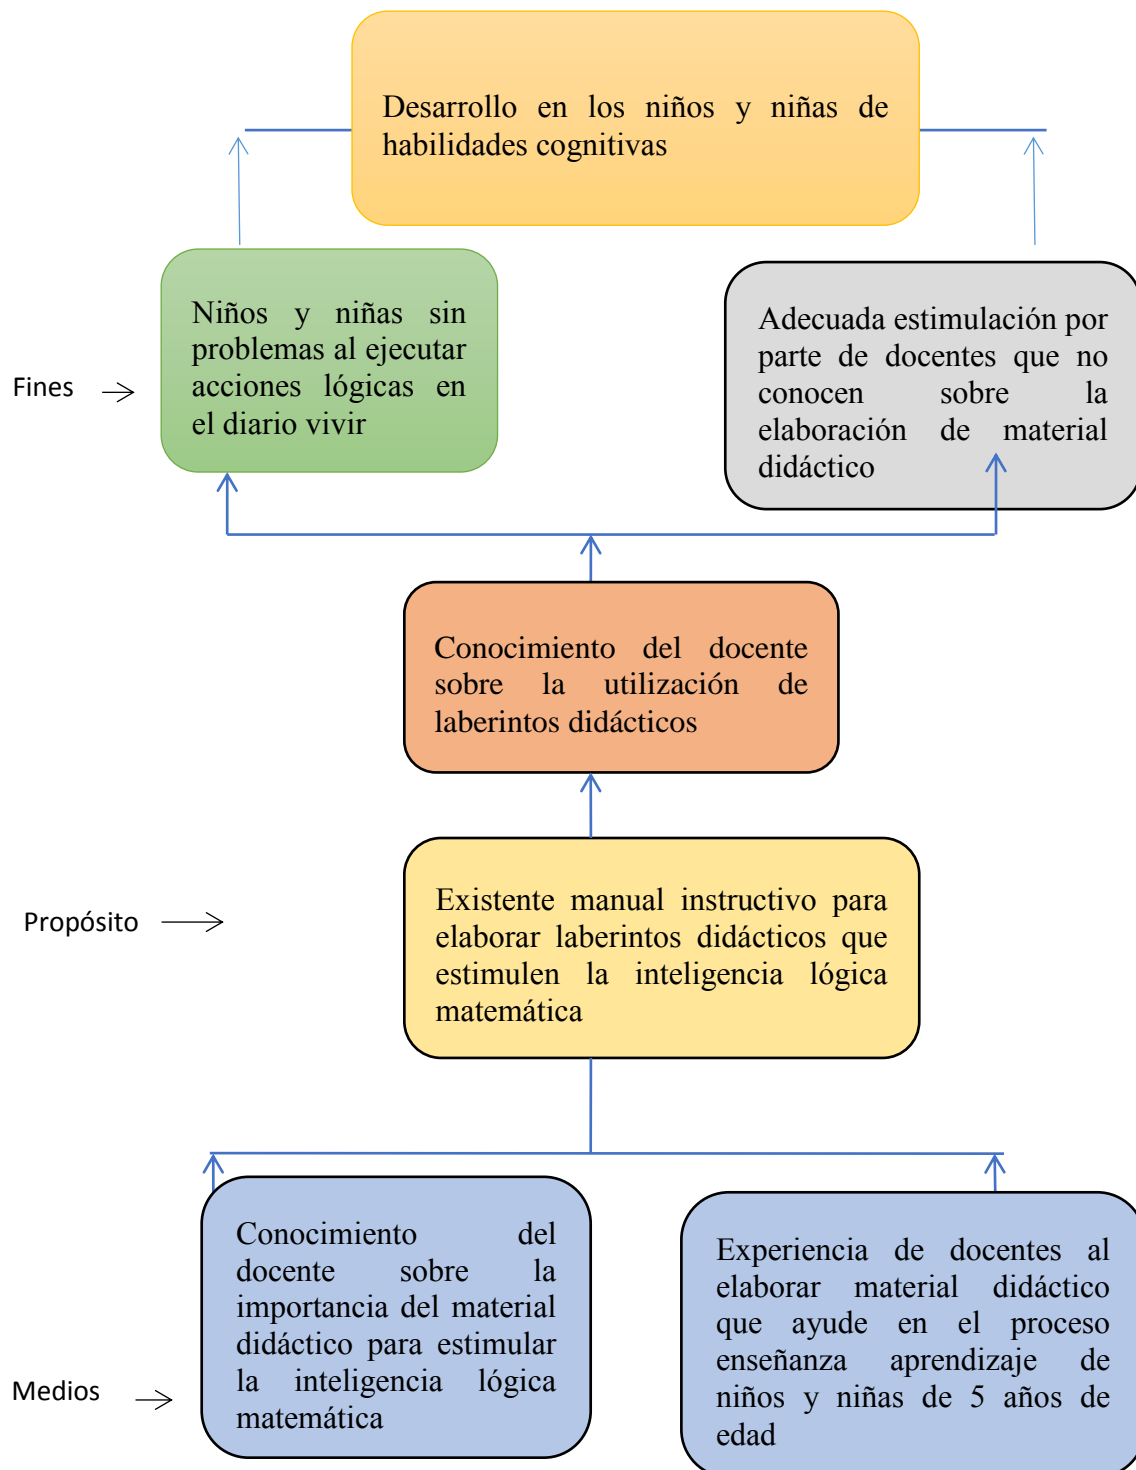 Desarrollo en los niños y niñas de
habilidades cognitivas
Niños y niñas sin
problemas al ejecutar
acciones lógicas en
el diario vivir
Adecuada estimulación por
parte de docentes que no
conocen sobre la
elaboración de material
didáctico
Fines
Conocimiento del docente
sobre la utilización de
laberintos didácticos
Propósito
Existente manual instructivo para
elaborar laberintos didácticos que
estimulen la inteligencia lógica
matemática
Conocimiento del
docente sobre la
importancia del material
didáctico para estimular
la inteligencia lógica
matemática
Experiencia de docentes al
elaborar material didáctico
que ayude en el proceso
enseñanza aprendizaje de
niños y niñas de 5 años de
edad
Medios